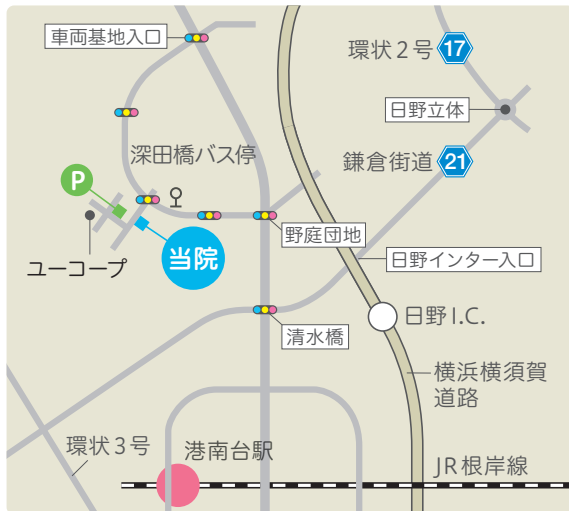 車両基地入口
環状2号 17
日野立体
深田橋バス停
鎌倉街道 21
P
当院
野庭団地
ユーコープ
日野インター入口
日野I.C.
清水橋
横浜横須賀
道路
環状3号
港南台駅
JR根岸線